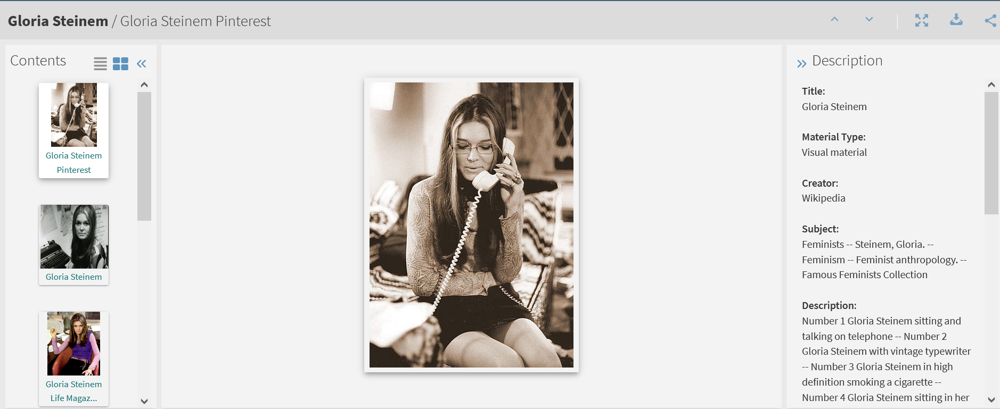 Gloria Steinem / Gloria Steinem Pinterest
Contents
Gloria Steinem
Pinterest
Gloria Steinem
Gloria Steinem
Life Magaz...
Description
Title:
Gloria Steinem
Material Type:
Visual material
Creator:
Wikipedia
Subject:
Feminists -- Steinem, Gloria. --
Feminism -- Feminist anthropology. --
Famous Feminists Collection
Description:
Number 1 Gloria Steinem sitting and
talking on telephone -- Number 2
Gloria Steinem with vintage typewriter
-- Number 3 Gloria Steinem in high
definition smoking a cigarette --
Number 4 Gloria Steinem sitting in her